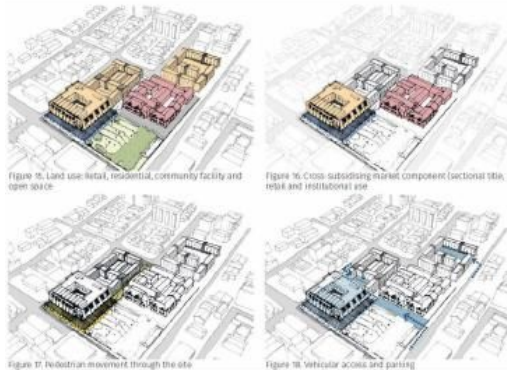 Figure 15. Land use: Retail, residential, community facility and
open space
Figure 16. Cross-subsidising market component (sectional title,
retail and institutional use
Figure 17. Pedestrian movement through the site
Figure 18. Vehicular access and parking